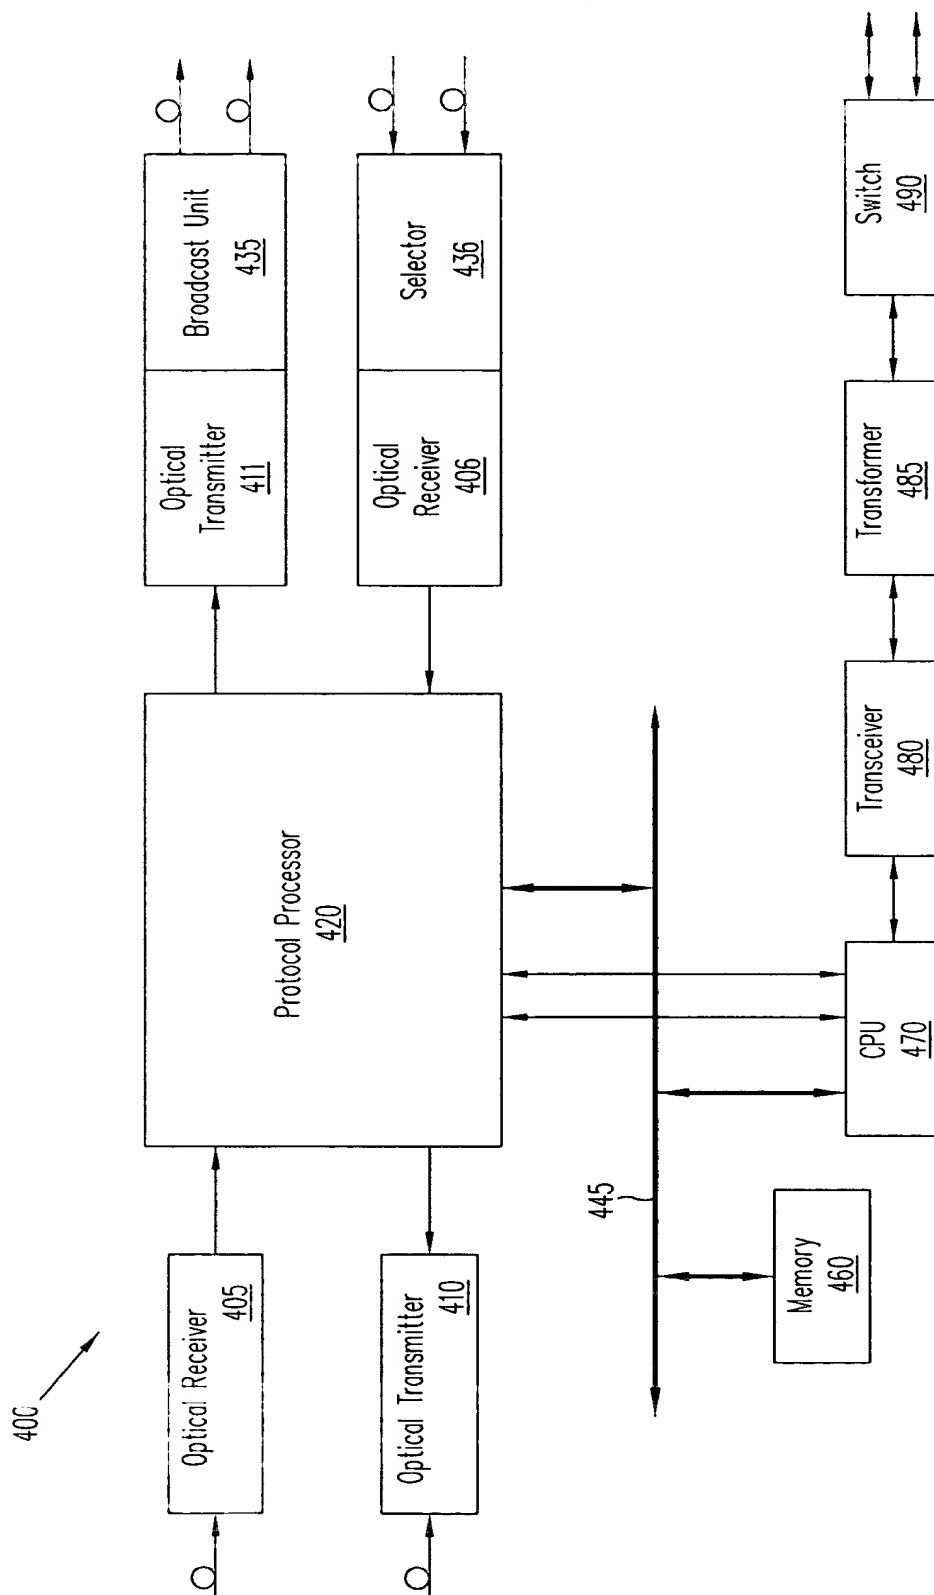 400
Optical Receiver
405
Optical Transmitter
410
Protocol Processor
420
Optical
Transmitter
411
Broadcast Unit
435
Optical
Receiver
406
Selector
436
445
Memory
460
CPU
470
Transceiver
480
Transformer
485
Switch
490